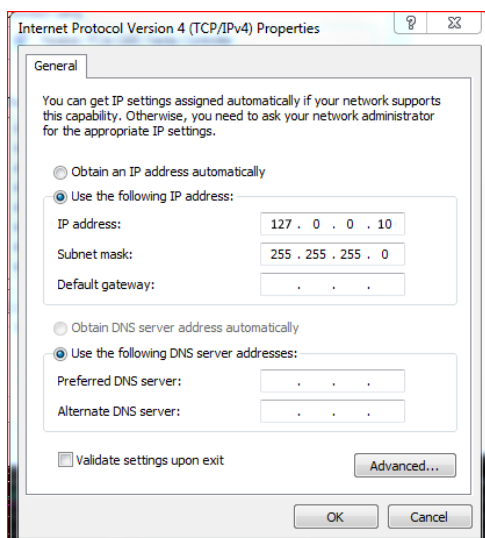 Internet Protocol Version 4 (TCP/IPv4) Properties
General
You can get IP settings assigned automatically if your network supports
this capability. Otherwise, you need to ask your network administrator
for the appropriate IP settings.
Obtain an IP address automatically
Use the following IP address:
IP address: 127 . 0 . 0 . 10
Subnet mask: 255 . 255 . 255 . 0
Default gateway: . . .
Obtain DNS server address automatically
Use the following DNS server addresses:
Preferred DNS server: . . .
Alternate DNS server: . . .
Validate settings upon exit
Advanced...
OK Cancel